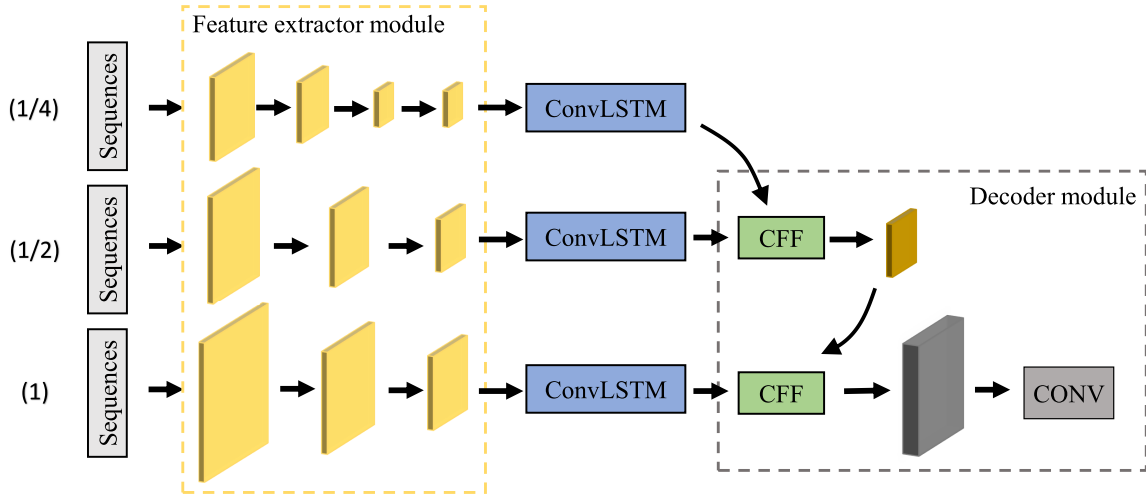 Feature extractor module
(1/4)
Sequences
ConvLSTM
Decoder module
(1/2)
Sequences
ConvLSTM
CFF
(1)
Sequences
ConvLSTM
CFF
CONV